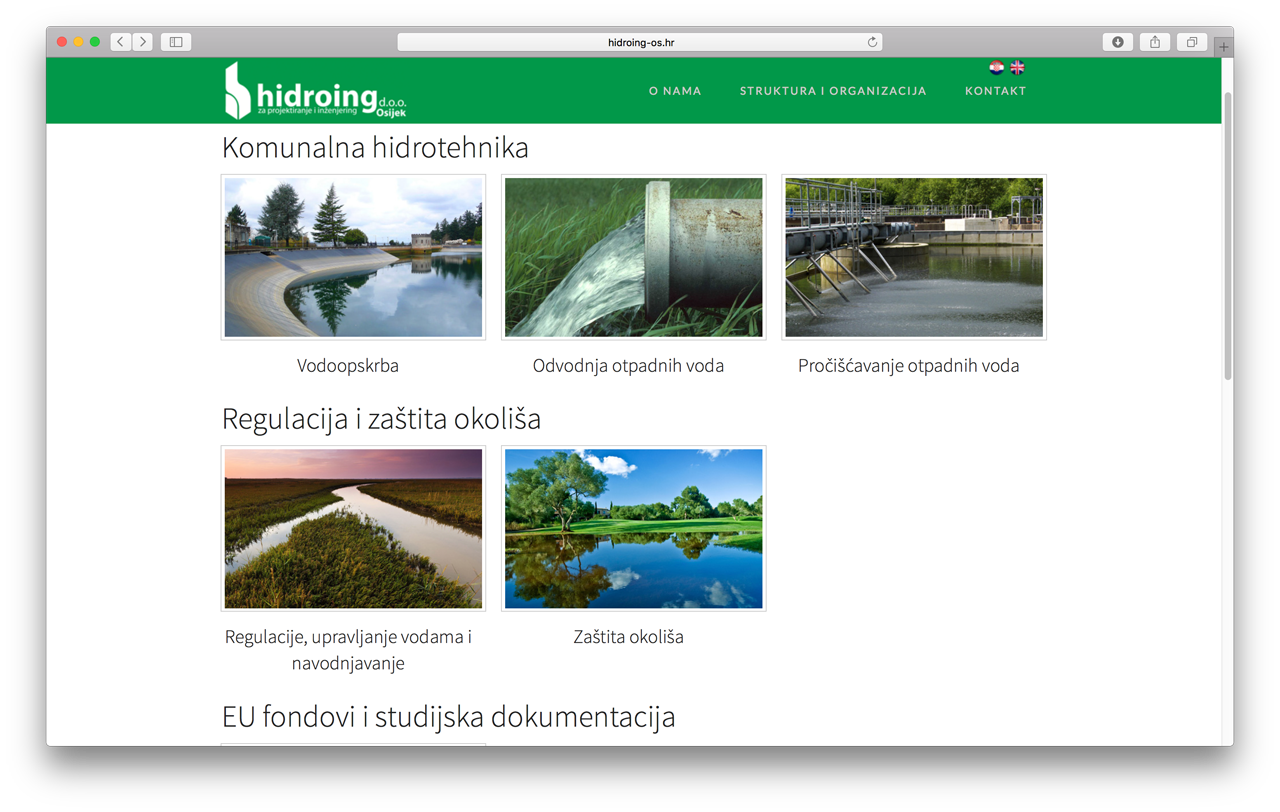 hidroing-os.hr
hidroing d.o.o.
za projektiranje i inženjering Osijek
O NAMA
STRUKTURA I ORGANIZACIJA
KONTAKT
Komunalna hidrotehnika
Vodoopskrba
Odvodnja otpadnih voda
Pročišćavanje otpadnih voda
Regulacija i zaštita okoliša
Regulacije, upravljanje vodama i
navodnjavanje
Zaštita okoliša
EU fondovi i studijska dokumentacija